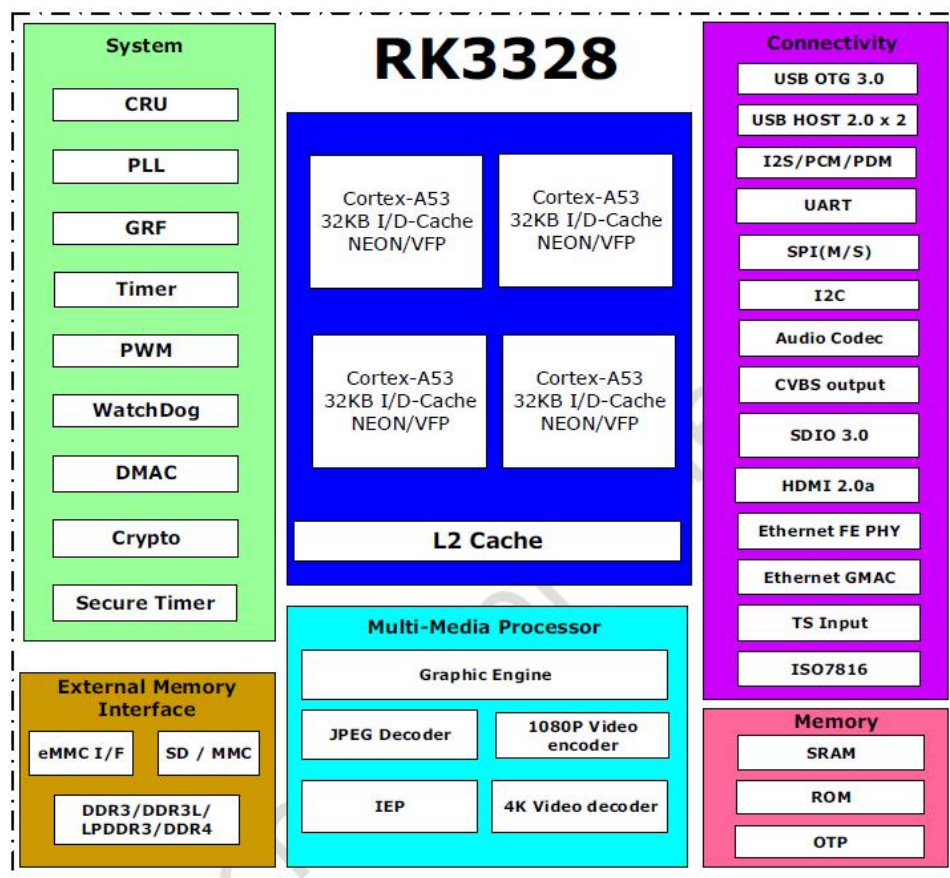 RK3328
System
CRU
PLL
GRF
Timer
PWM
WatchDog
DMAC
Crypto
Secure Timer
External Memory
Interface
eMMC I/F
SD / MMC
DDR3/DDR3L/
LPDDR3/DDR4
Cortex-A53
32KB I/D-Cache
NEON/VFP
Cortex-A53
32KB I/D-Cache
NEON/VFP
Cortex-A53
32KB I/D-Cache
NEON/VFP
Cortex-A53
32KB I/D-Cache
NEON/VFP
L2 Cache
Multi-Media Processor
Graphic Engine
JPEG Decoder
1080P Video
encoder
IEP
4K Video decoder
Connectivity
USB OTG 3.0
USB HOST 2.0 x 2
I2S/PCM/PDM
UART
SPI(M/S)
I2C
Audio Codec
CVBS output
SDIO 3.0
HDMI 2.0a
Ethernet FE PHY
Ethernet GMAC
TS Input
ISO7816
Memory
SRAM
ROM
OTP